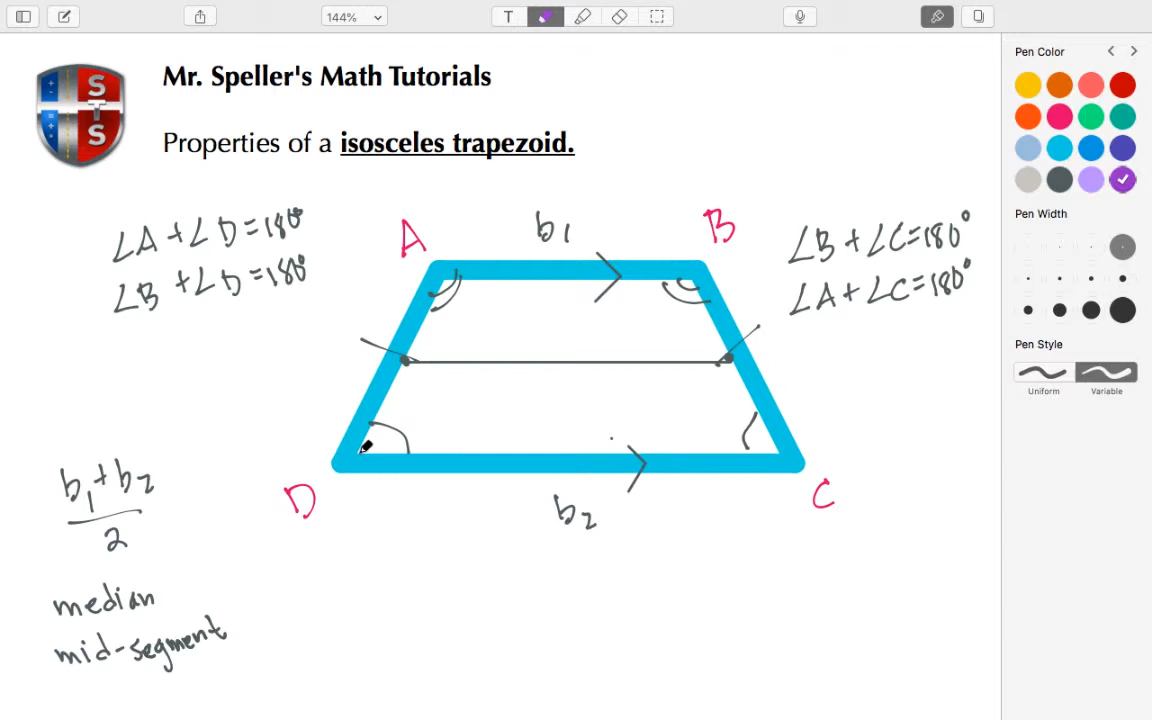 144%
T
Pen Color
Mr. Speller's Math Tutorials
STS
Properties of a isosceles trapezoid.
Pen Width
∠A + ∠D = 180°
∠B + ∠D = 180°
A
b1
B
∠B + ∠C = 180°
∠A + ∠C = 180°
Pen Style
Uniform
Variable
b1 + b2
2
D
b2
C
median
mid-segment